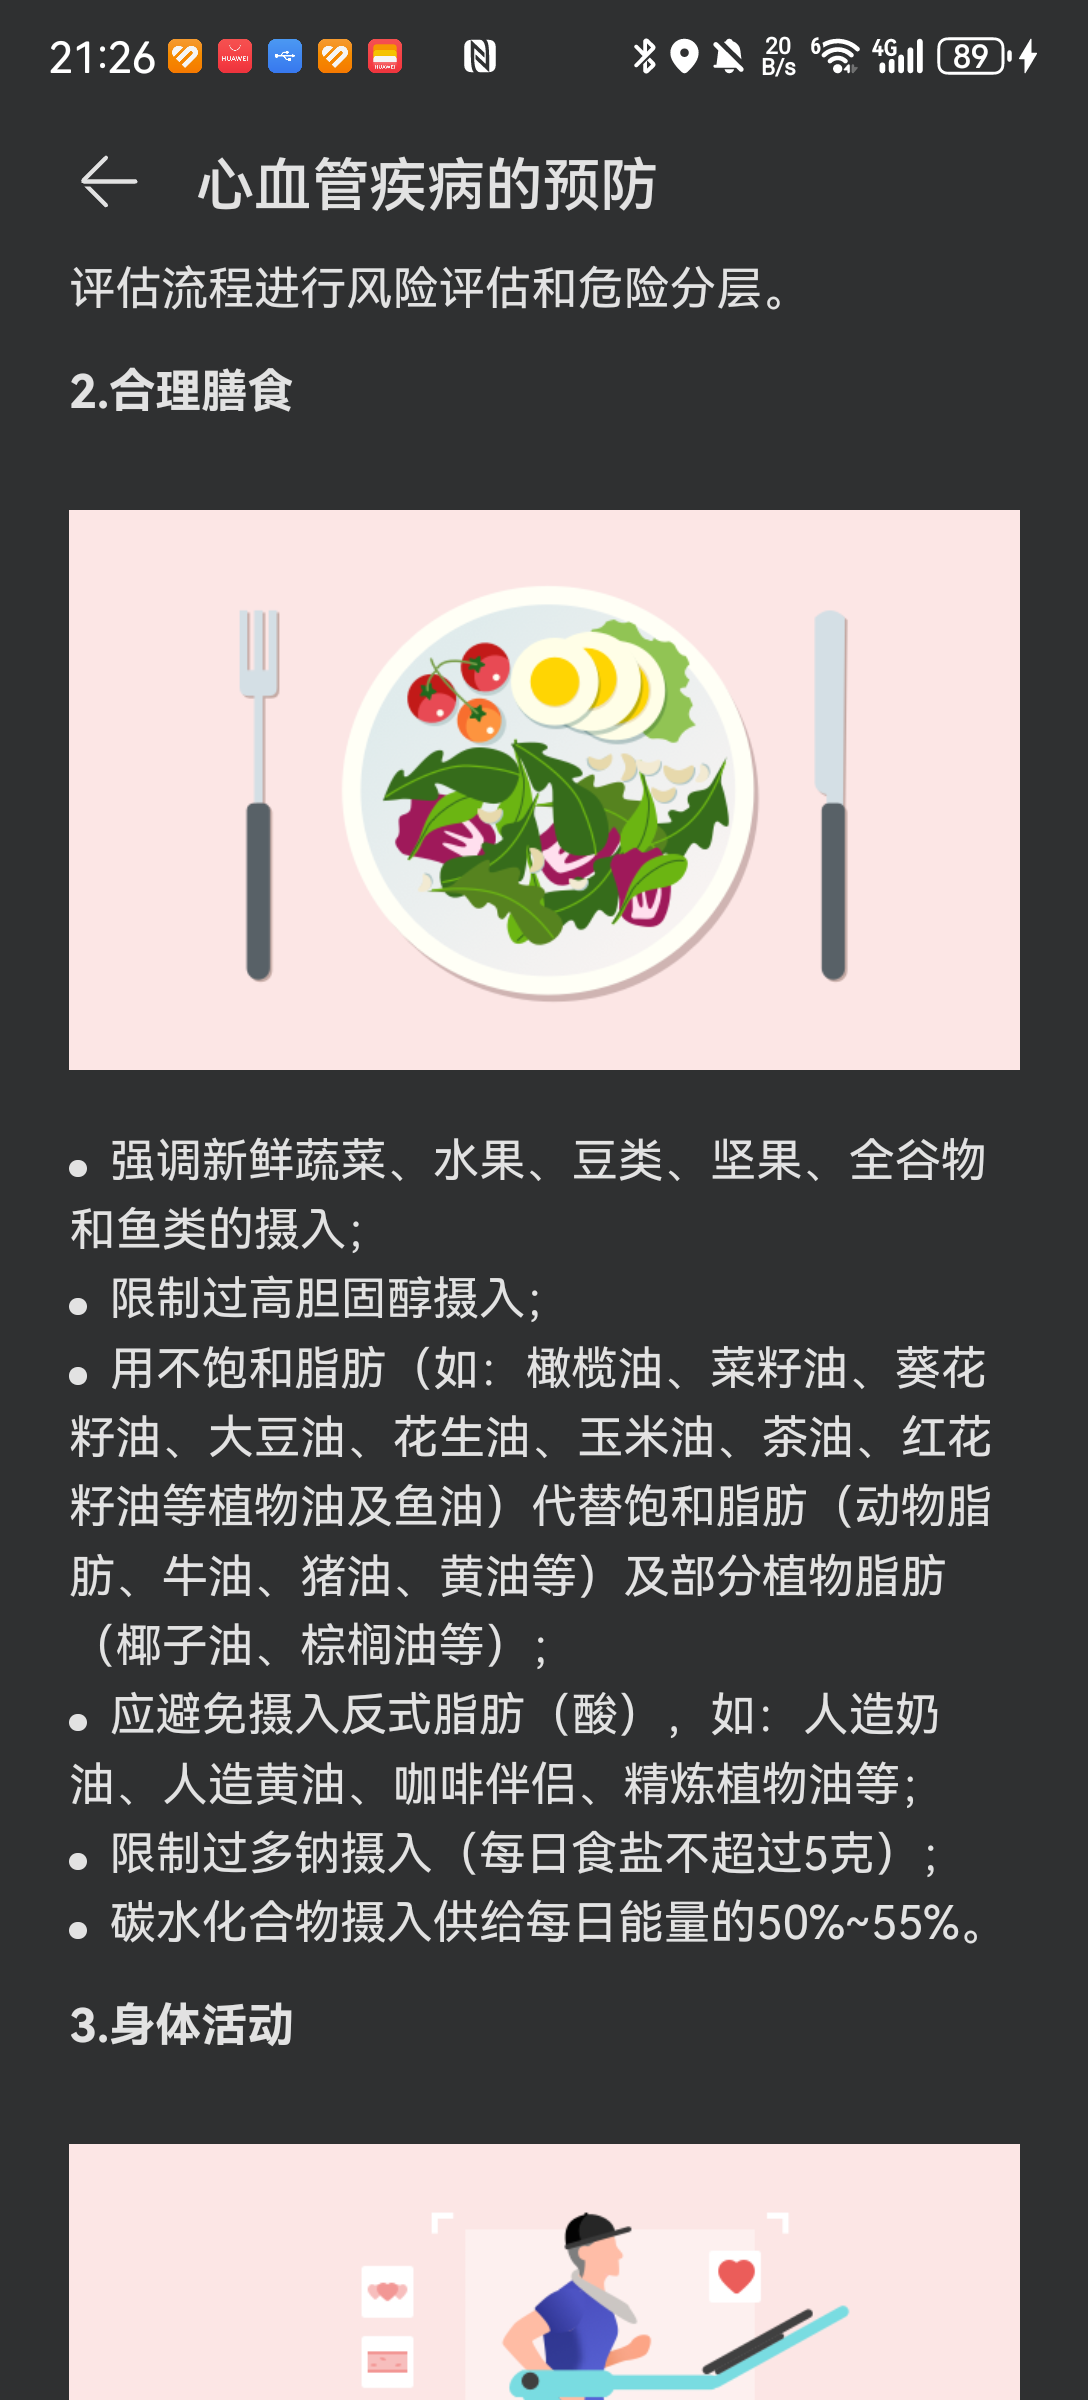 21:26
HUAWEI
HUAWEI
20
B/s
6
4G
89
心血管疾病的预防
评估流程进行风险评估和危险分层。
2.合理膳食
● 强调新鲜蔬菜、水果、豆类、坚果、全谷物
和鱼类的摄入；
● 限制过高胆固醇摄入；
● 用不饱和脂肪（如：橄榄油、菜籽油、葵花
籽油、大豆油、花生油、玉米油、茶油、红花
籽油等植物油及鱼油）代替饱和脂肪（动物脂
肪、牛油、猪油、黄油等）及部分植物脂肪
（椰子油、棕榈油等）；
● 应避免摄入反式脂肪（酸），如：人造奶
油、人造黄油、咖啡伴侣、精炼植物油等；
● 限制过多钠摄入（每日食盐不超过5克）；
● 碳水化合物摄入供给每日能量的50%~55%。
3.身体活动